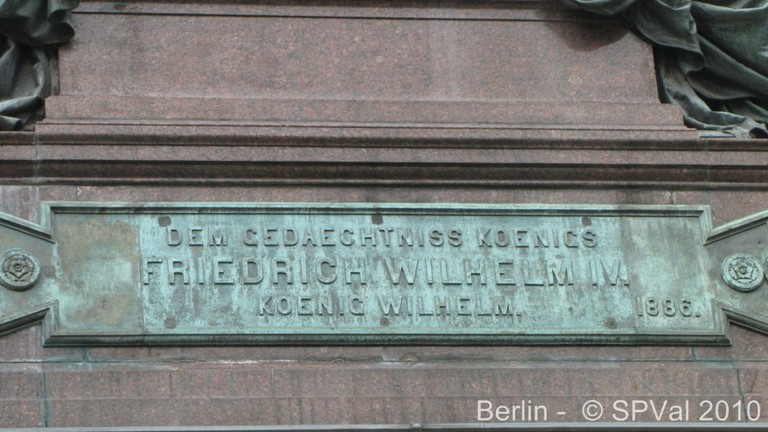 DEM GEDAECHTNISS KOENIGS
FRIEDRICH WILHELM IV.
KOENIG WILHELM. 1886.
Berlin - © SPVal 2010